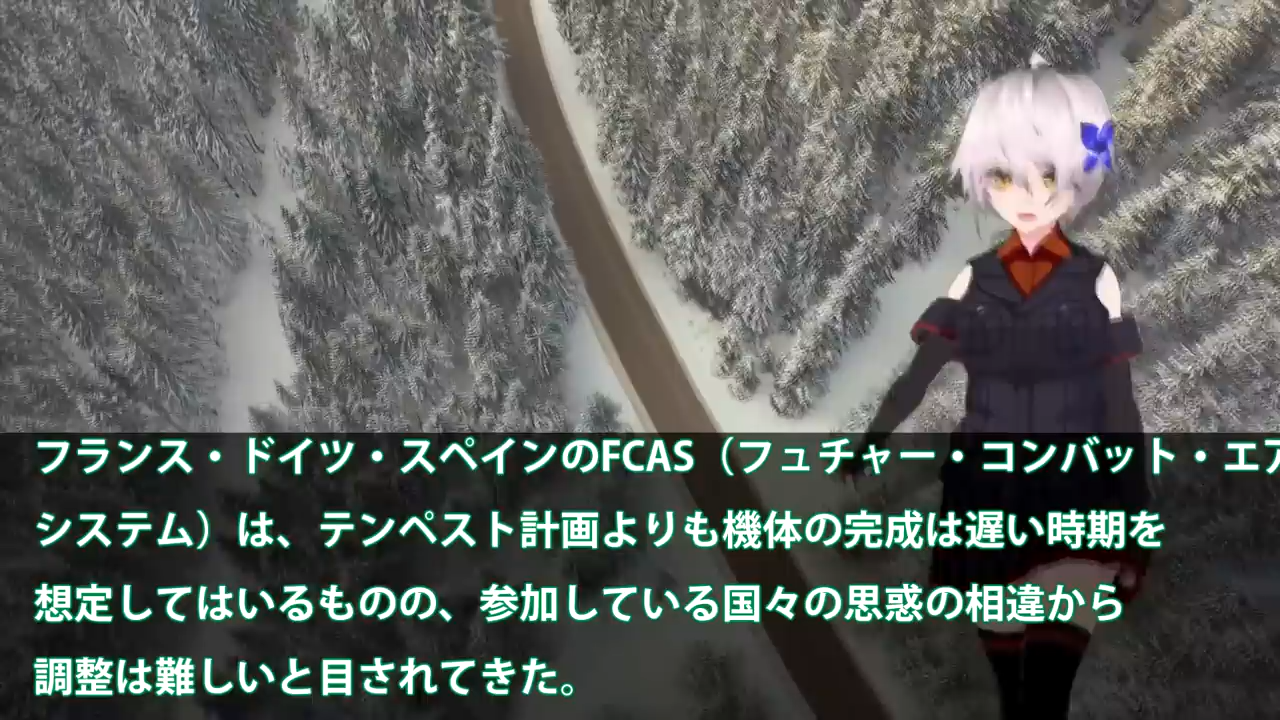 フランス・ドイツ・スペインのFCAS（フュチャー・コンバット・エア
システム）は、テンペスト計画よりも機体の完成は遅い時期を
想定してはいるものの、参加している国々の思惑の相違から
調整は難しいと目されてきた。